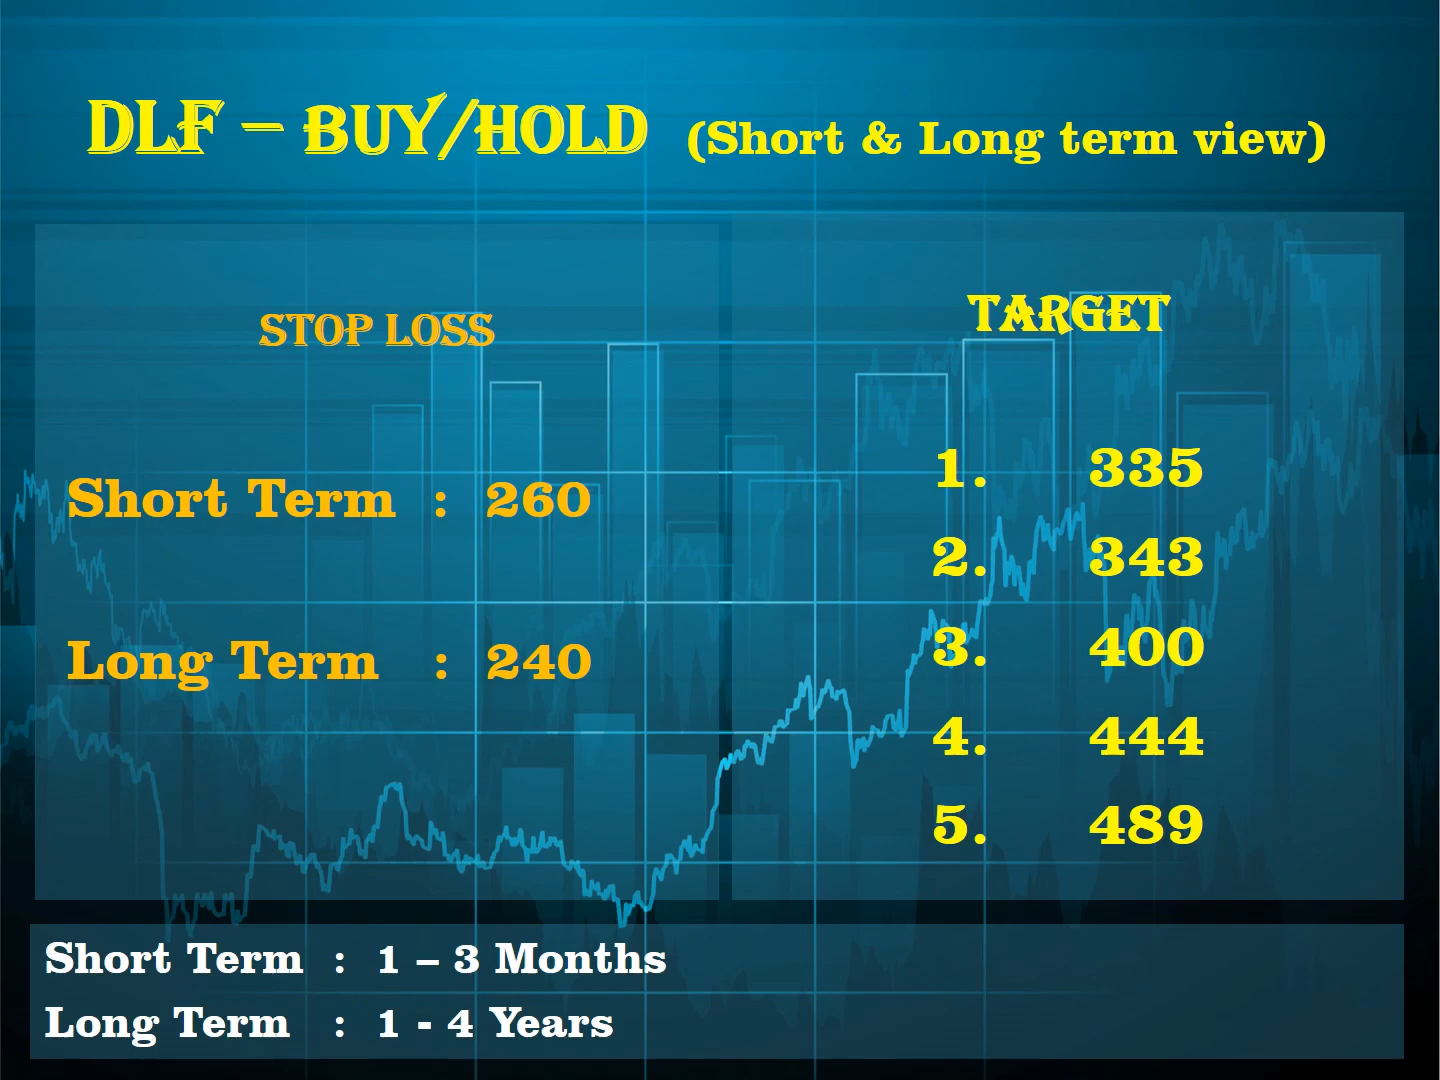 DLF – BUY/HOLD (Short & Long term view)
STOP LOSS
Short Term : 260
Long Term : 240
TARGET
1. 335
2. 343
3. 400
4. 444
5. 489
Short Term : 1 – 3 Months
Long Term : 1 - 4 Years